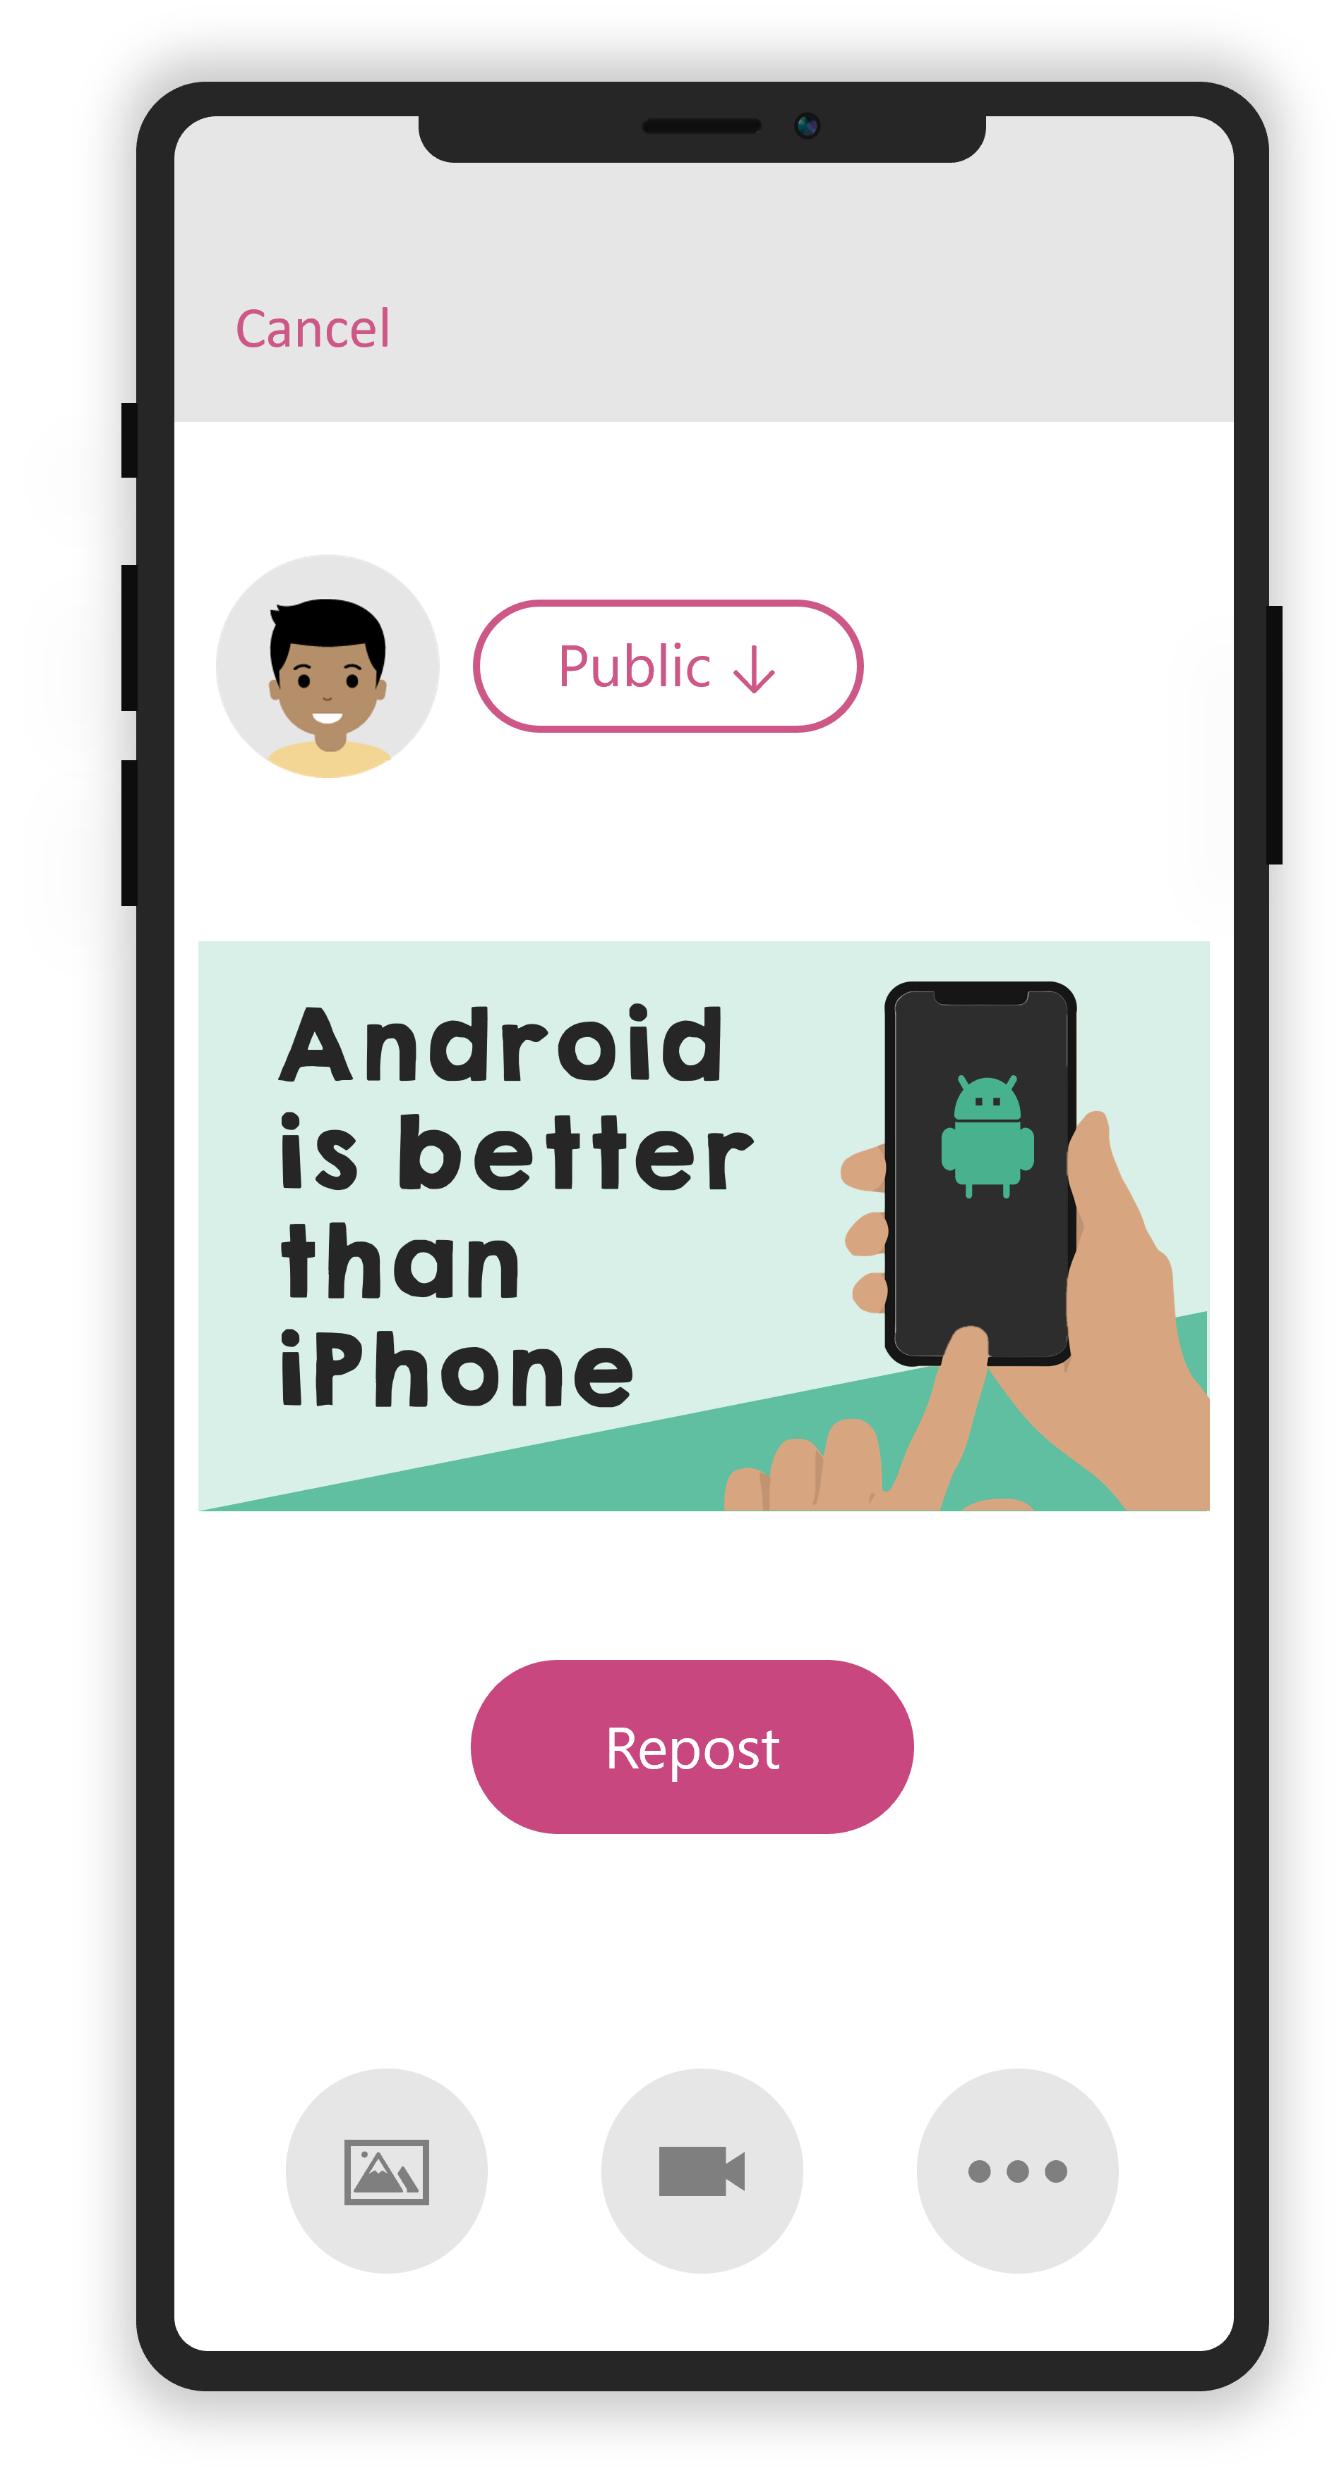 Cancel
Public ↓
Android
is better
than
iPhone
Repost